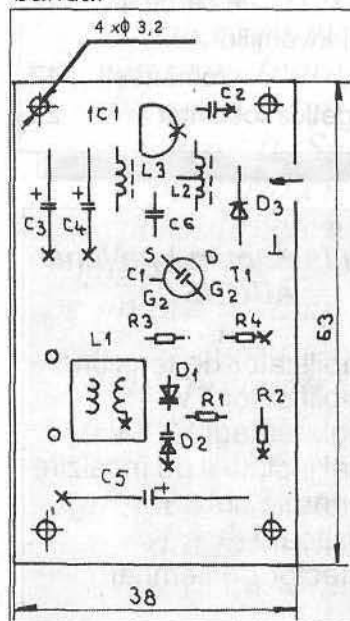 4 xϕ 3,2
IC1
C2
L3
L2
+
+
D3
C3
C4
C6
S
D
C1
T1
G2
G2
R3
R4
L1
D1
R1
R2
D2
C5
+
63
38